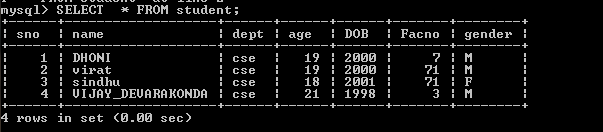 mysql> SELECT * FROM student;
| sno | name | dept | age | DOB | Facno | gender |
| 1 | DHONI | cse | 19 | 2000 | 7 | M |
| 2 | virat | cse | 19 | 2000 | 71 | M |
| 3 | sindhu | cse | 18 | 2001 | 71 | F |
| 4 | VIJAY_DEVARAKONDA | cse | 21 | 1998 | 3 | M |
4 rows in set (0.00 sec)